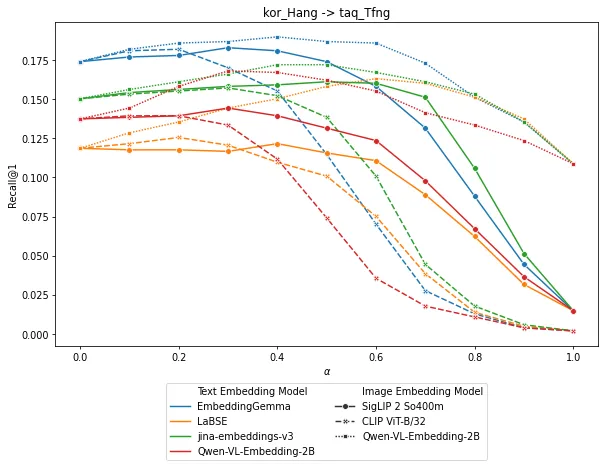 kor_Hang -> taq_Tfng
Recall@1
0.175
0.150
0.125
0.100
0.075
0.050
0.025
0.000
0.0 0.2 0.4 0.6 0.8 1.0
α
Text Embedding Model
EmbeddingGemma
LaBSE
jina-embeddings-v3
Qwen-VL-Embedding-2B
Image Embedding Model
SigLIP 2 So400m
CLIP ViT-B/32
Qwen-VL-Embedding-2B